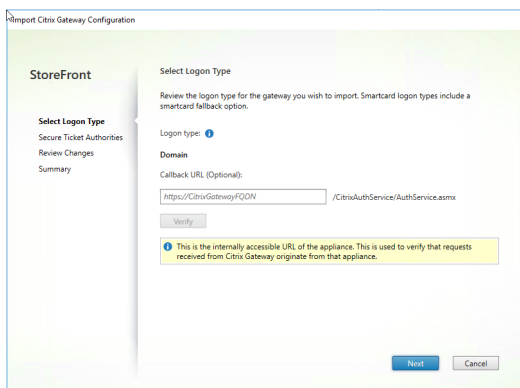 Import Citrix Gateway Configuration
StoreFront
Select Logon Type
Secure Ticket Authorities
Review Changes
Summary
Select Logon Type
Review the logon type for the gateway you wish to import. Smartcard logon types include a
smartcard fallback option.
Logon type:
Domain
Callback URL (Optional):
https://CitrixGatewayFQDN /CitrixAuthService/AuthService.asmx
Verify
This is the internally accessible URL of the appliance. This is used to verify that requests
received from Citrix Gateway originate from that appliance.
Next Cancel